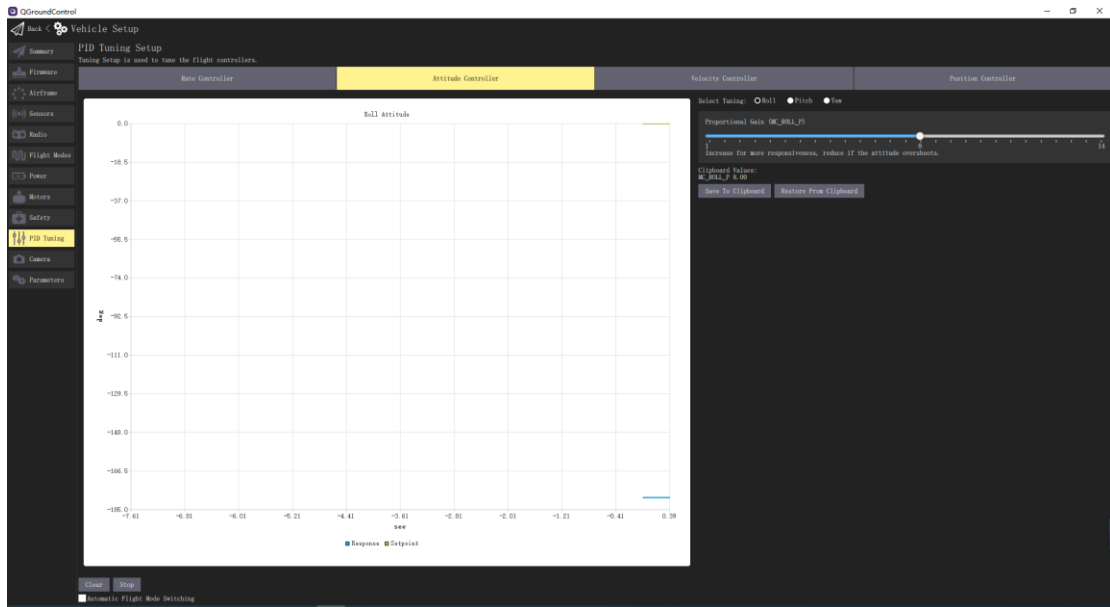 QGroundControl
Back < Vehicle Setup
Summary
Firmware
Airframe
Sensors
Radio
Flight Modes
Power
Motors
Safety
PID Tuning
Camera
Parameters
PID Tuning Setup
Tuning Setup is used to tune the flight controllers.
Rate Controller
Attitude Controller
Velocity Controller
Position Controller
Roll Attitude
0.0
-18.5
-37.0
-55.5
-74.0
-92.5
-111.0
-129.5
-148.0
-166.5
-185.0
deg
-7.61 -6.81 -6.01 -5.21 -4.41 -3.61 -2.81 -2.01 -1.21 -0.41 0.39
sec
Response Setpoint
Select Tuning: Roll Pitch Yaw
Proportional Gain (MC_ROLL_P)
1 8 14
Increase for more responsiveness, reduce if the attitude overshoots.
Clipboard Values:
MC_ROLL_P 8.00
Save To Clipboard Restore From Clipboard
Clear Stop
Automatic Flight Mode Switching